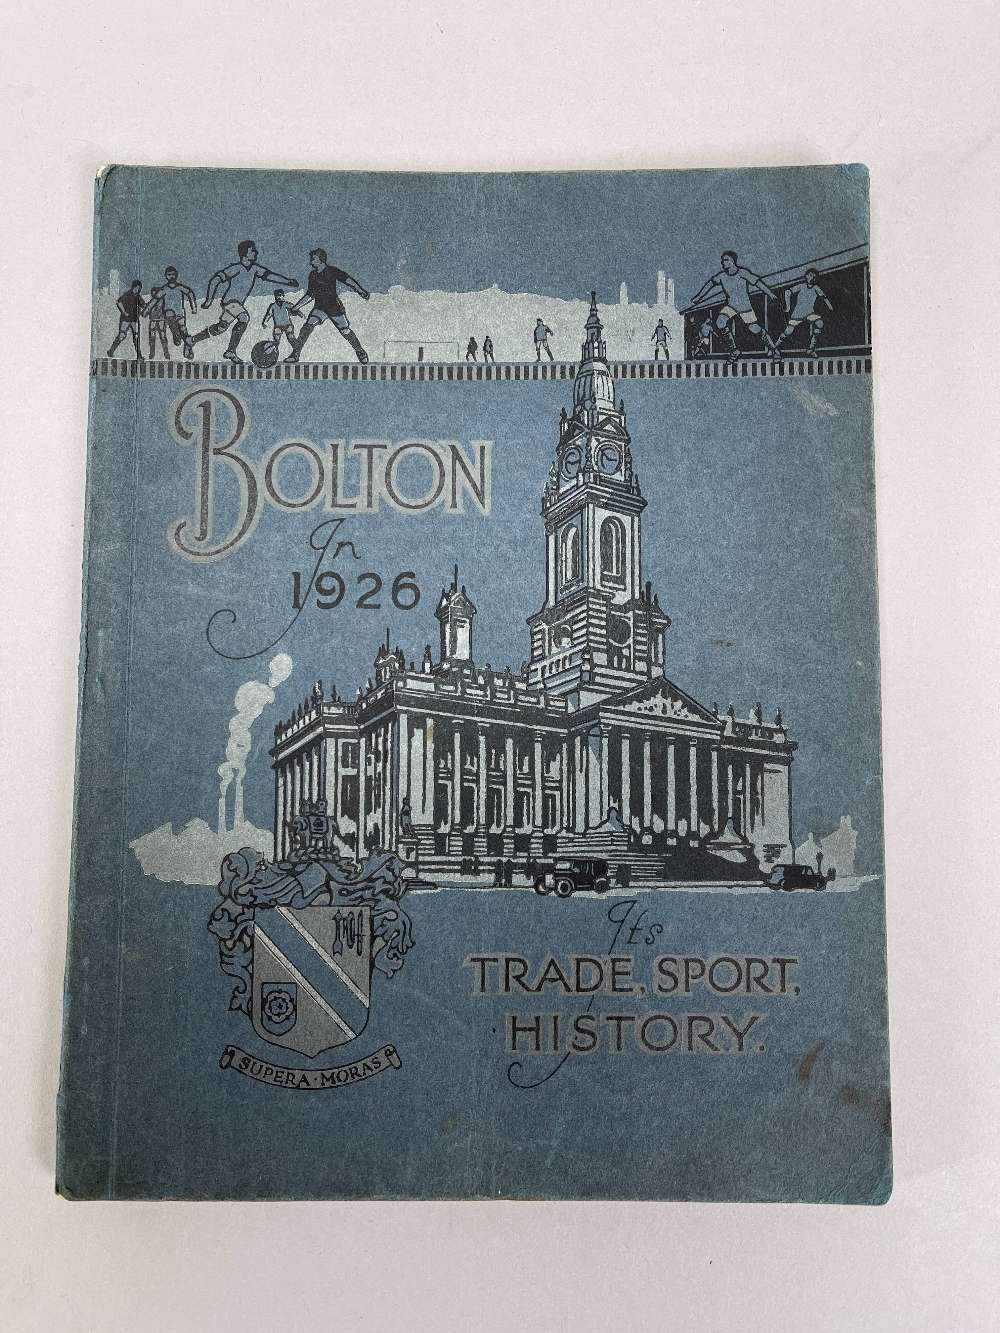 BOLTON
In
1926
Its
TRADE, SPORT,
HISTORY.
SUPERA · MORAS